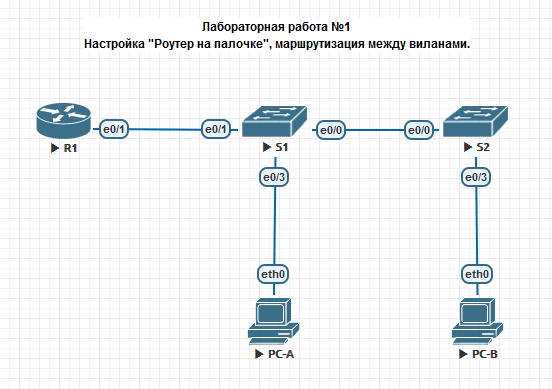 Лабораторная работа №1
Настройка "Роутер на палочке", маршрутизация между виланами.
e0/1 e0/1 e0/0 e0/0
R1 S1 S2
e0/3 e0/3
eth0 eth0
PC-A PC-B